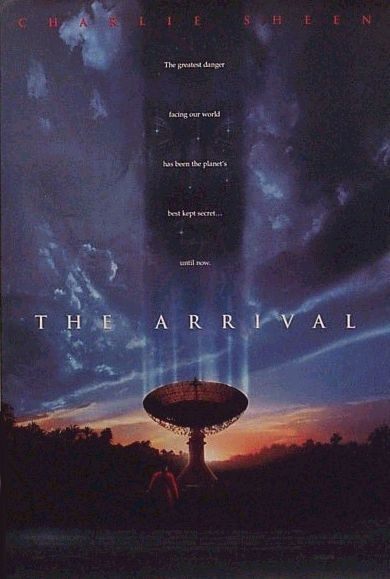 CHARLIE SHEEN
The greatest danger
facing our world
has been the planet's
best kept secret...
until now.
THE ARRIVAL